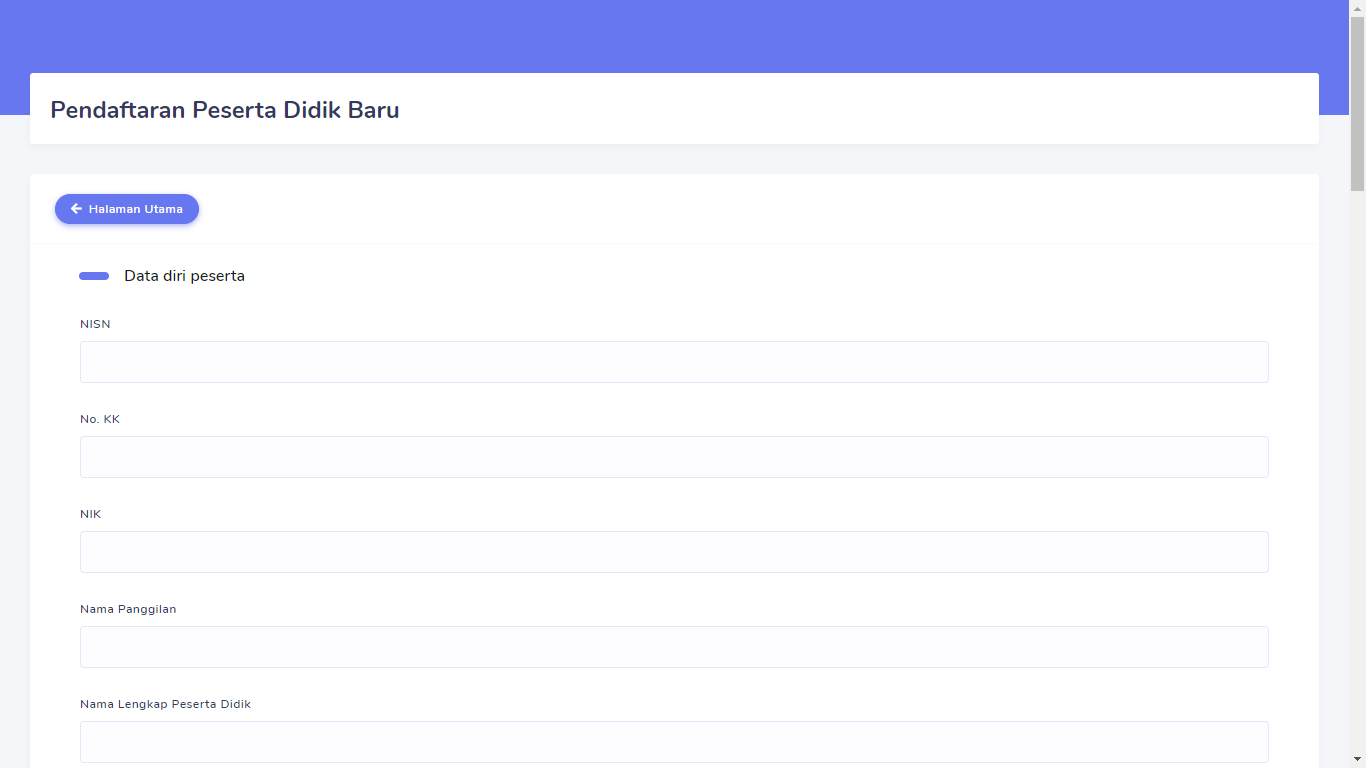 Pendaftaran Peserta Didik Baru
Halaman Utama
Data diri peserta
NISN
No. KK
NIK
Nama Panggilan
Nama Lengkap Peserta Didik